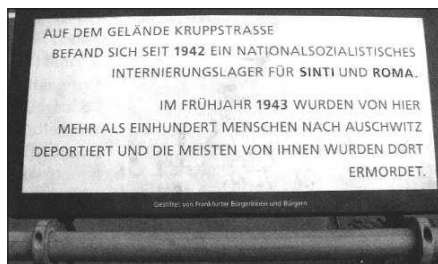 AUF DEM GELÄNDE KRUPPSTRASSE
BEFAND SICH SEIT 1942 EIN NATIONALSOZIALISTISCHES
INTERNIERUNGSLAGER FÜR SINTI UND ROMA.
IM FRÜHJAHR 1943 WURDEN VON HIER
MEHR ALS EINHUNDERT MENSCHEN NACH AUSCHWITZ
DEPORTIERT UND DIE MEISTEN VON IHNEN WURDEN DORT
ERMORDET.
Gestiftet von Frankfurter Bürgerinnen und Bürgern